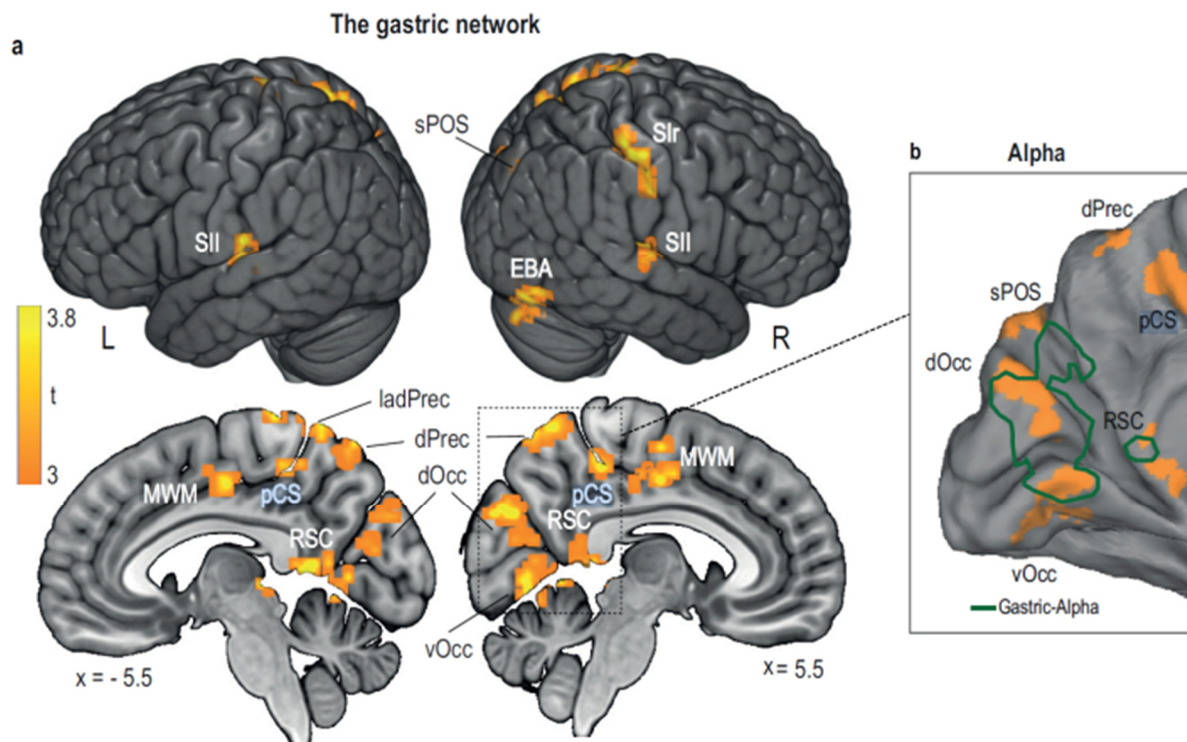 The gastric network
a
sPOS
SIr
SII
SII
EBA
3.8
t
3
L
R
ladPrec
dPrec
dOcc
MWM
pCS
RSC
MWM
pCS
RSC
vOcc
x = - 5.5
x = 5.5
b
Alpha
dPrec
sPOS
pCS
dOcc
RSC
vOcc
Gastric-Alpha